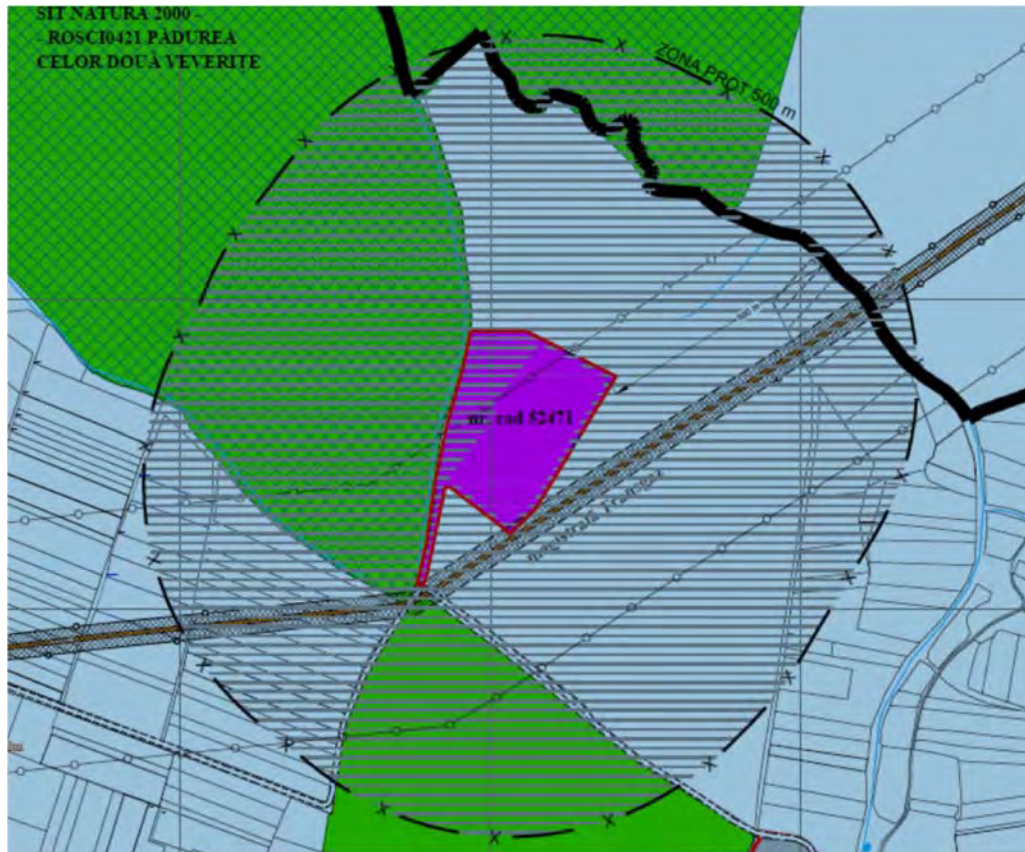 SIT NATURA 2000 -
- ROSCI0421 PĂDUREA
CELOR DOUĂ VEVERIȚE
ZONA PROT 500 m
nr. cad 52471